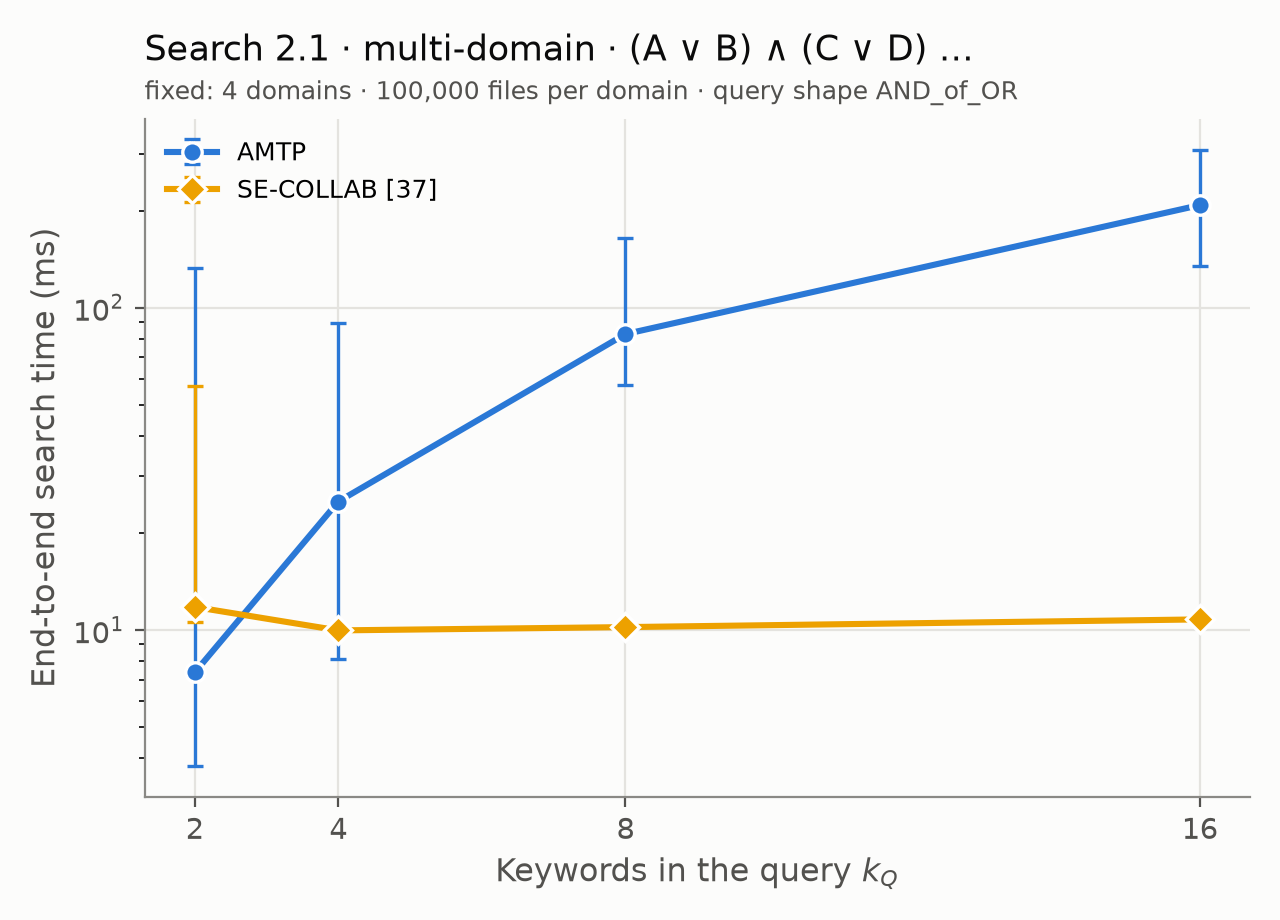 Search 2.1 · multi-domain · (A ∨ B) ∧ (C ∨ D) ...
fixed: 4 domains · 100,000 files per domain · query shape AND_of_OR
AMTP
SE-COLLAB [37]
End-to-end search time (ms)
10²
10¹
2 4 8 16
Keywords in the query k_Q